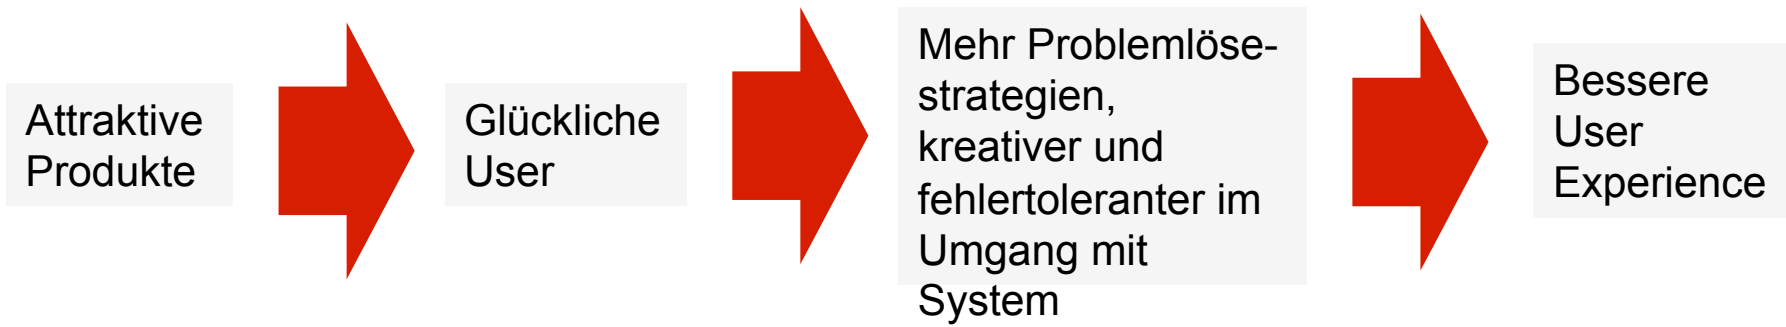 Attraktive
Produkte
Glückliche
User
Mehr Problemlöse-
strategien,
kreativer und
fehlertoleranter im
Umgang mit
System
Bessere
User
Experience